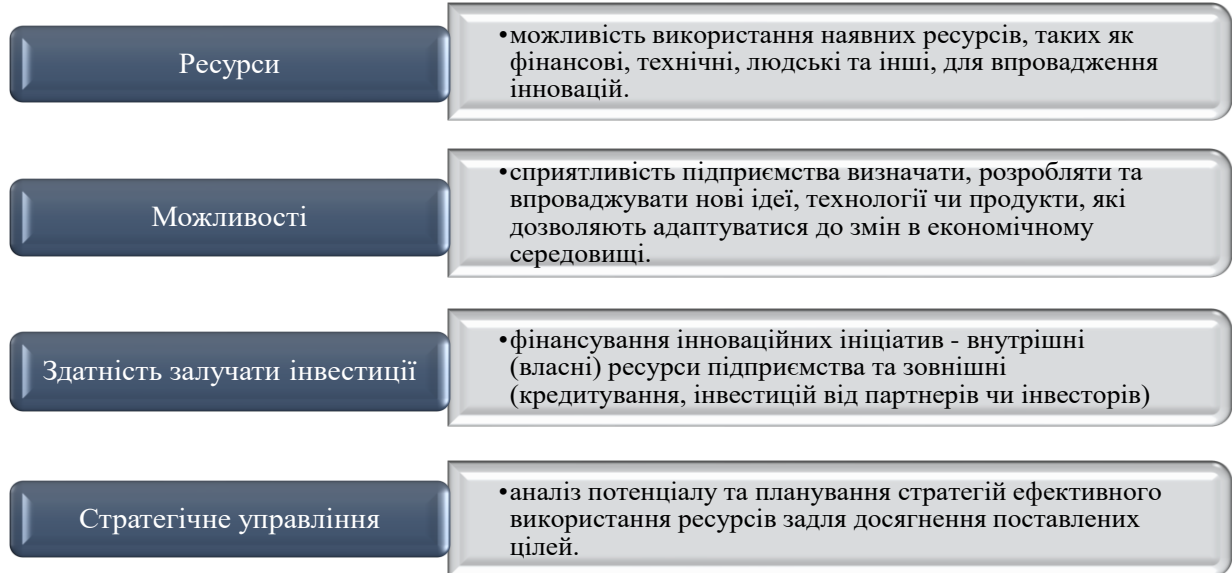 Ресурси
•можливість використання наявних ресурсів, таких як
фінансові, технічні, людські та інші, для впровадження
інновацій.
Можливості
•сприятливість підприємства визначати, розробляти та
впроваджувати нові ідеї, технології чи продукти, які
дозволяють адаптуватися до змін в економічному
середовищі.
Здатність залучати інвестиції
•фінансування інноваційних ініціатив - внутрішні
(власні) ресурси підприємства та зовнішні
(кредитування, інвестицій від партнерів чи інвесторів)
Стратегічне управління
•аналіз потенціалу та планування стратегій ефективного
використання ресурсів задля досягнення поставлених
цілей.